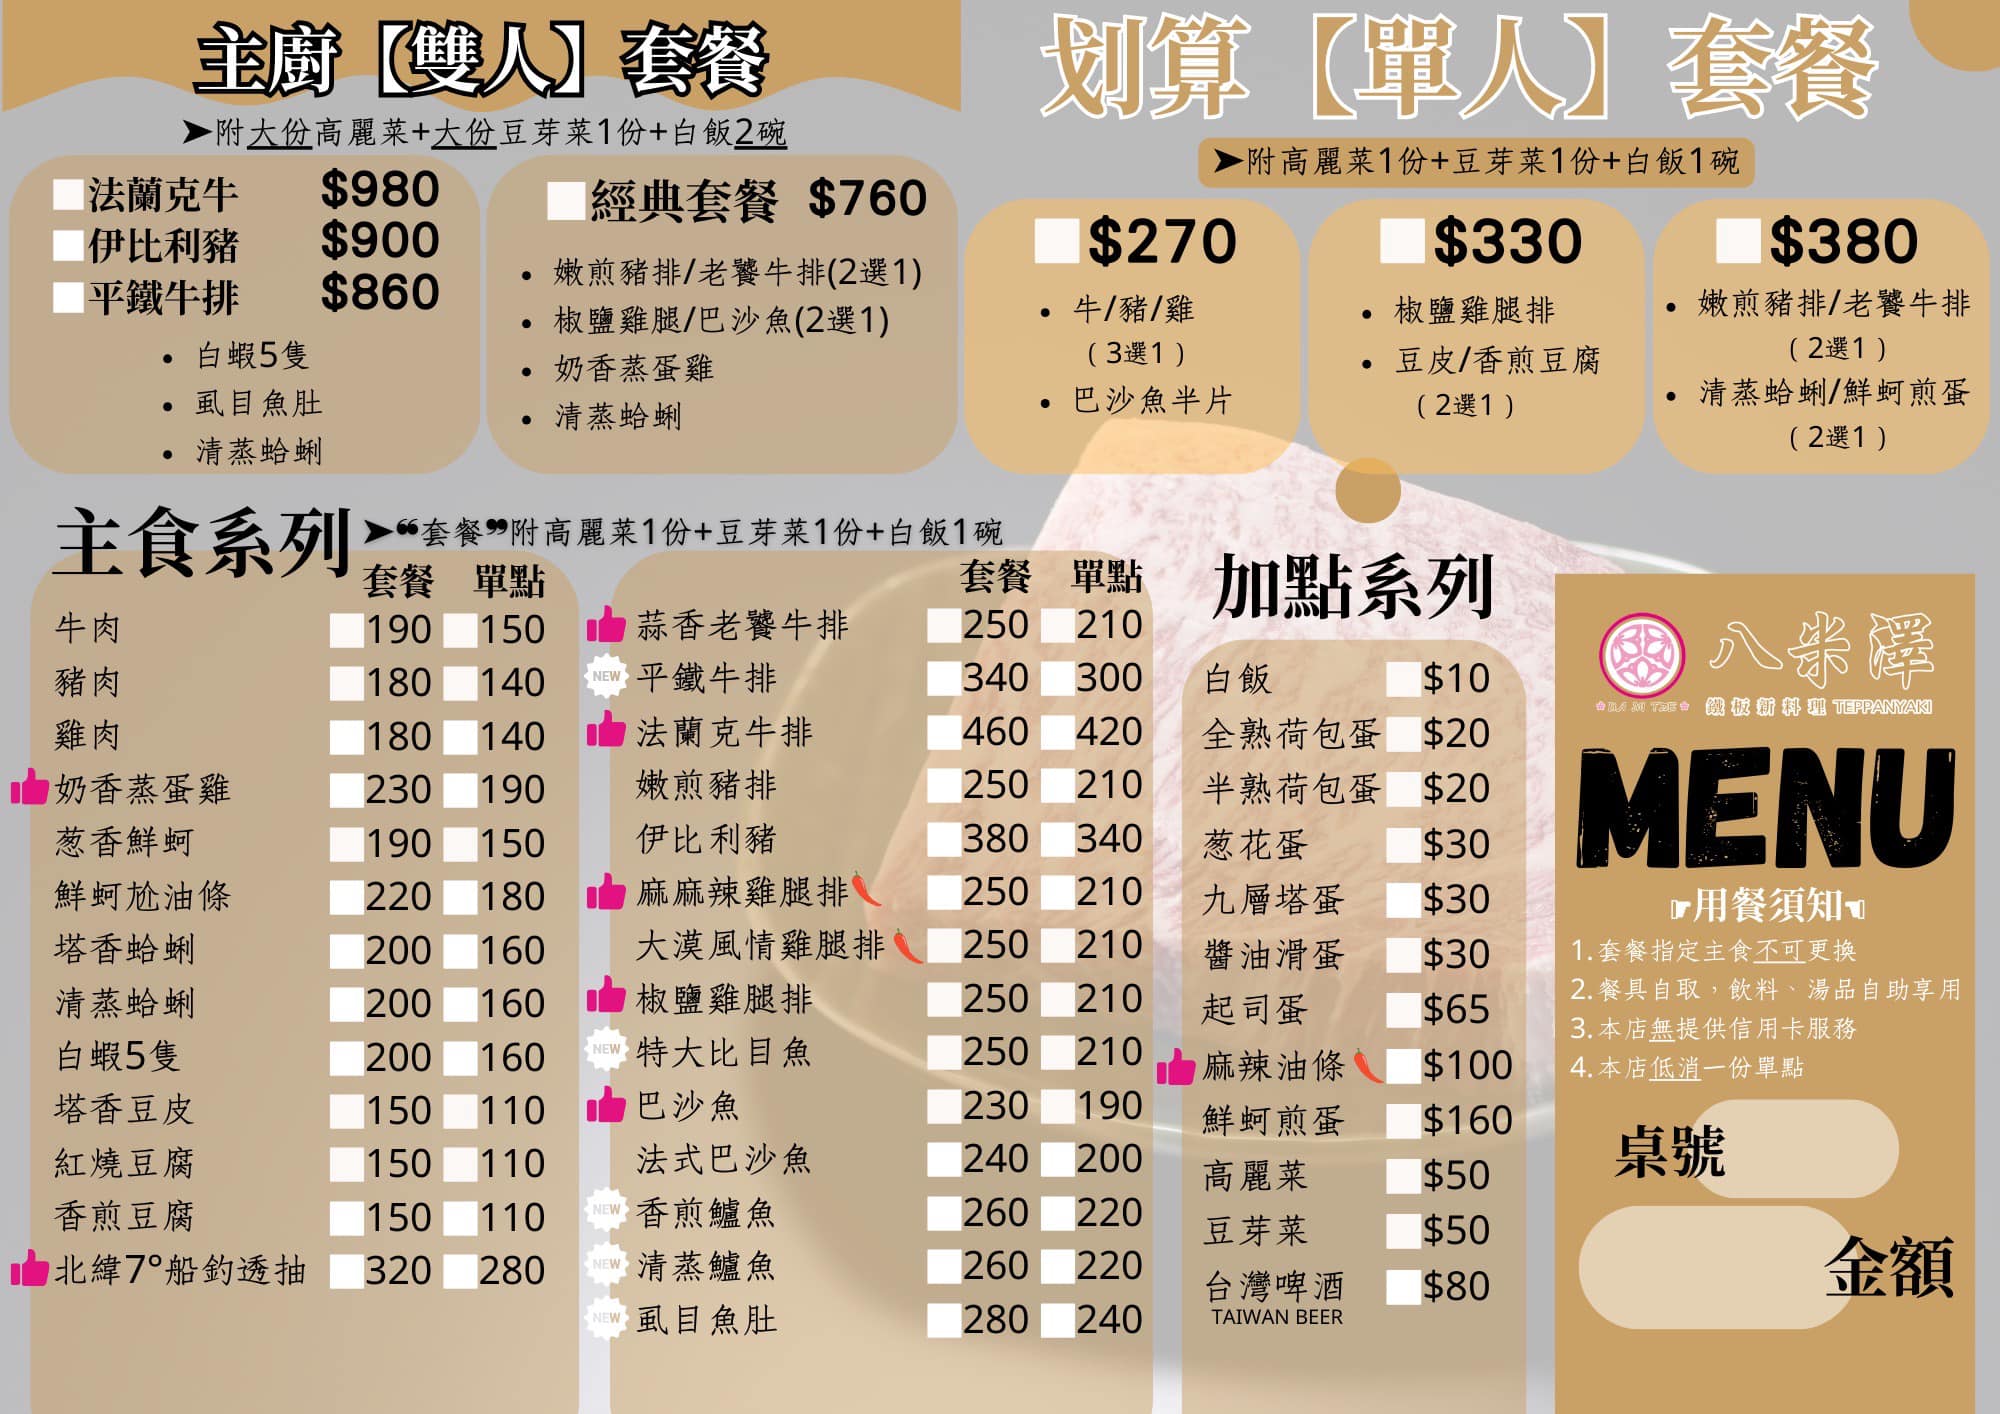 主廚【雙人】套餐
➤附大份高麗菜+大份豆芽菜1份+白飯2碗
法蘭克牛 $980
伊比利豬 $900
平鐵牛排 $860
• 白蝦5隻
• 虱目魚肚
• 清蒸蛤蜊
經典套餐 $760
• 嫩煎豬排/老饕牛排(2選1)
• 椒鹽雞腿/巴沙魚(2選1)
• 奶香蒸蛋雞
• 清蒸蛤蜊
划算【單人】套餐
➤附高麗菜1份+豆芽菜1份+白飯1碗
$270
• 牛/豬/雞
（3選1）
• 巴沙魚半片
$330
• 椒鹽雞腿排
• 豆皮/香煎豆腐
（2選1）
$380
• 嫩煎豬排/老饕牛排
（2選1）
• 清蒸蛤蜊/鮮蚵煎蛋
（2選1）
主食系列 ➤❝套餐❞附高麗菜1份+豆芽菜1份+白飯1碗
套餐 單點
牛肉 190 150
豬肉 180 140
雞肉 180 140
奶香蒸蛋雞 230 190
葱香鮮蚵 190 150
鮮蚵尬油條 220 180
塔香蛤蜊 200 160
清蒸蛤蜊 200 160
白蝦5隻 200 160
塔香豆皮 150 110
紅燒豆腐 150 110
香煎豆腐 150 110
北緯7°船釣透抽 320 280
套餐 單點
蒜香老饕牛排 250 210
NEW 平鐵牛排 340 300
法蘭克牛排 460 420
嫩煎豬排 250 210
伊比利豬 380 340
麻麻辣雞腿排 250 210
大漠風情雞腿排 250 210
椒鹽雞腿排 250 210
NEW 特大比目魚 250 210
巴沙魚 230 190
法式巴沙魚 240 200
NEW 香煎鱸魚 260 220
NEW 清蒸鱸魚 260 220
NEW 虱目魚肚 280 240
加點系列
白飯 $10
全熟荷包蛋 $20
半熟荷包蛋 $20
葱花蛋 $30
九層塔蛋 $30
醬油滑蛋 $30
起司蛋 $65
麻辣油條 $100
鮮蚵煎蛋 $160
高麗菜 $50
豆芽菜 $50
台灣啤酒 $80
TAIWAN BEER
八米澤
BA MI TZE
鐵板新料理 TEPPANYAKI
MENU
☛用餐須知☚
1.套餐指定主食不可更換
2.餐具自取，飲料、湯品自助享用
3.本店無提供信用卡服務
4.本店低消一份單點
桌號
金額